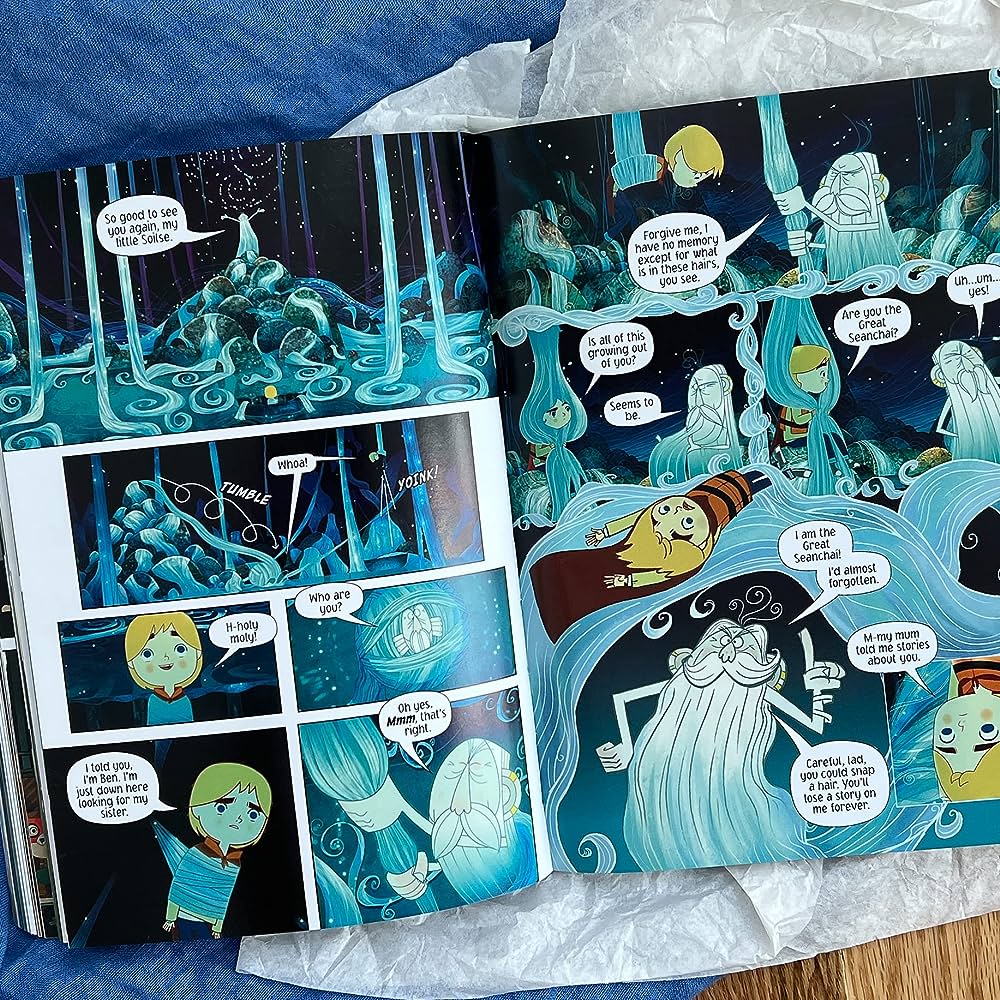 So good to see
you again, my
little Soilse.
TUMBLE
Whoa!
YOINK!
H-holy
moly!
Who are
you?
I told you,
I'm Ben. I'm
just down here
looking for my
sister.
Oh yes.
Mmm, that's
right.
Forgive me, I
have no memory
except for what
is in these hairs,
you see.
Is all of this
growing out
of you?
Seems to
be.
Are you the
Great
Seanchai?
Uh...um...
yes!
I am the
Great
Seanchai!
I'd almost
forgotten.
M-my mum
told me stories
about you.
Careful, lad,
you could snap
a hair. You'll
lose a story on
me forever.